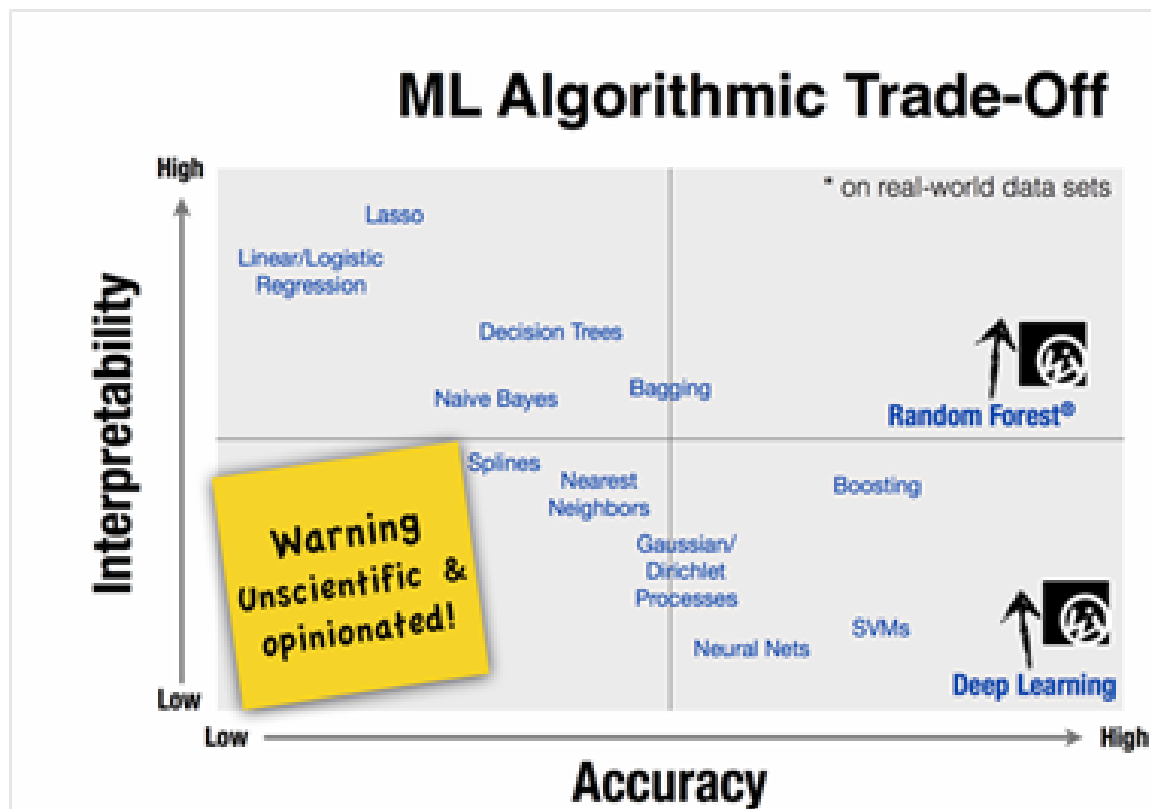 ML Algorithmic Trade-Off
High
* on real-world data sets
Lasso
Linear/Logistic
Regression
Decision Trees
Naive Bayes
Bagging
Random Forest®
Interpretability
Splines
Nearest
Neighbors
Boosting
Warning
Unscientific &
opinionated!
Gaussian/
Dirichlet
Processes
SVMs
Neural Nets
Deep Learning
Low
Low
High
Accuracy